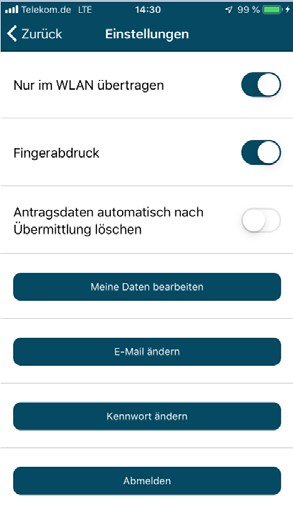 Telekom.de LTE 14:30 99 %
Zurück Einstellungen
Nur im WLAN übertragen
Fingerabdruck
Antragsdaten automatisch nach
Übermittlung löschen
Meine Daten bearbeiten
E-Mail ändern
Kennwort ändern
Abmelden